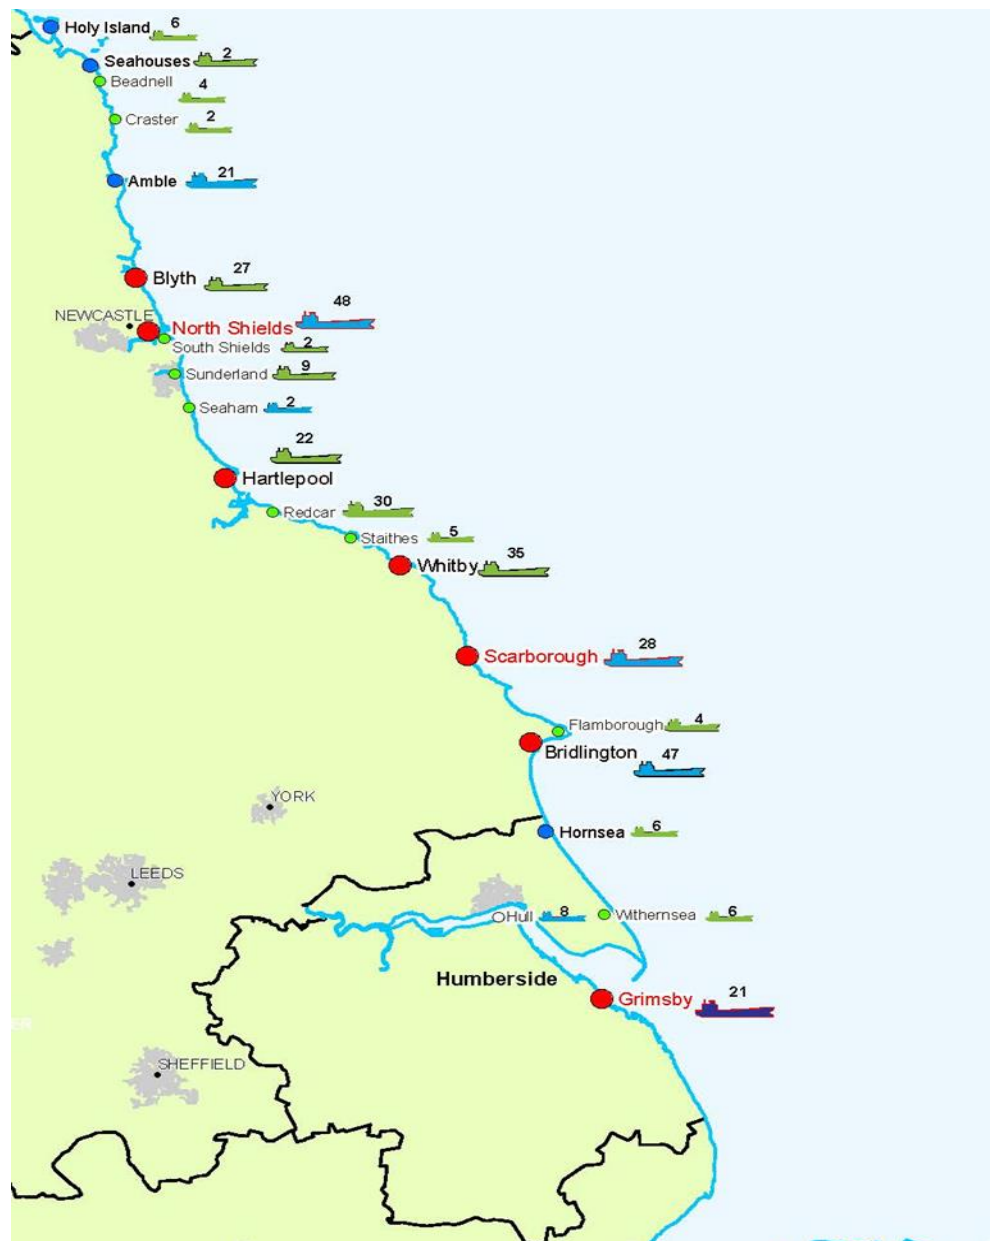 Holy Island 6
Seahouses 2
Beadnell
4
Craster 2
Amble 21
Blyth 27
NEWCASTLE
North Shields 48
South Shields 2
Sunderland 9
Seaham 2
22
Hartlepool
Redcar 30
Staithes 5
Whitby 35
Scarborough 28
Flamborough 4
Bridlington 47
YORK
Hornsea 6
LEEDS
OHull 8
Withernsea 6
Humberside
Grimsby 21
ER
SHEFFIELD